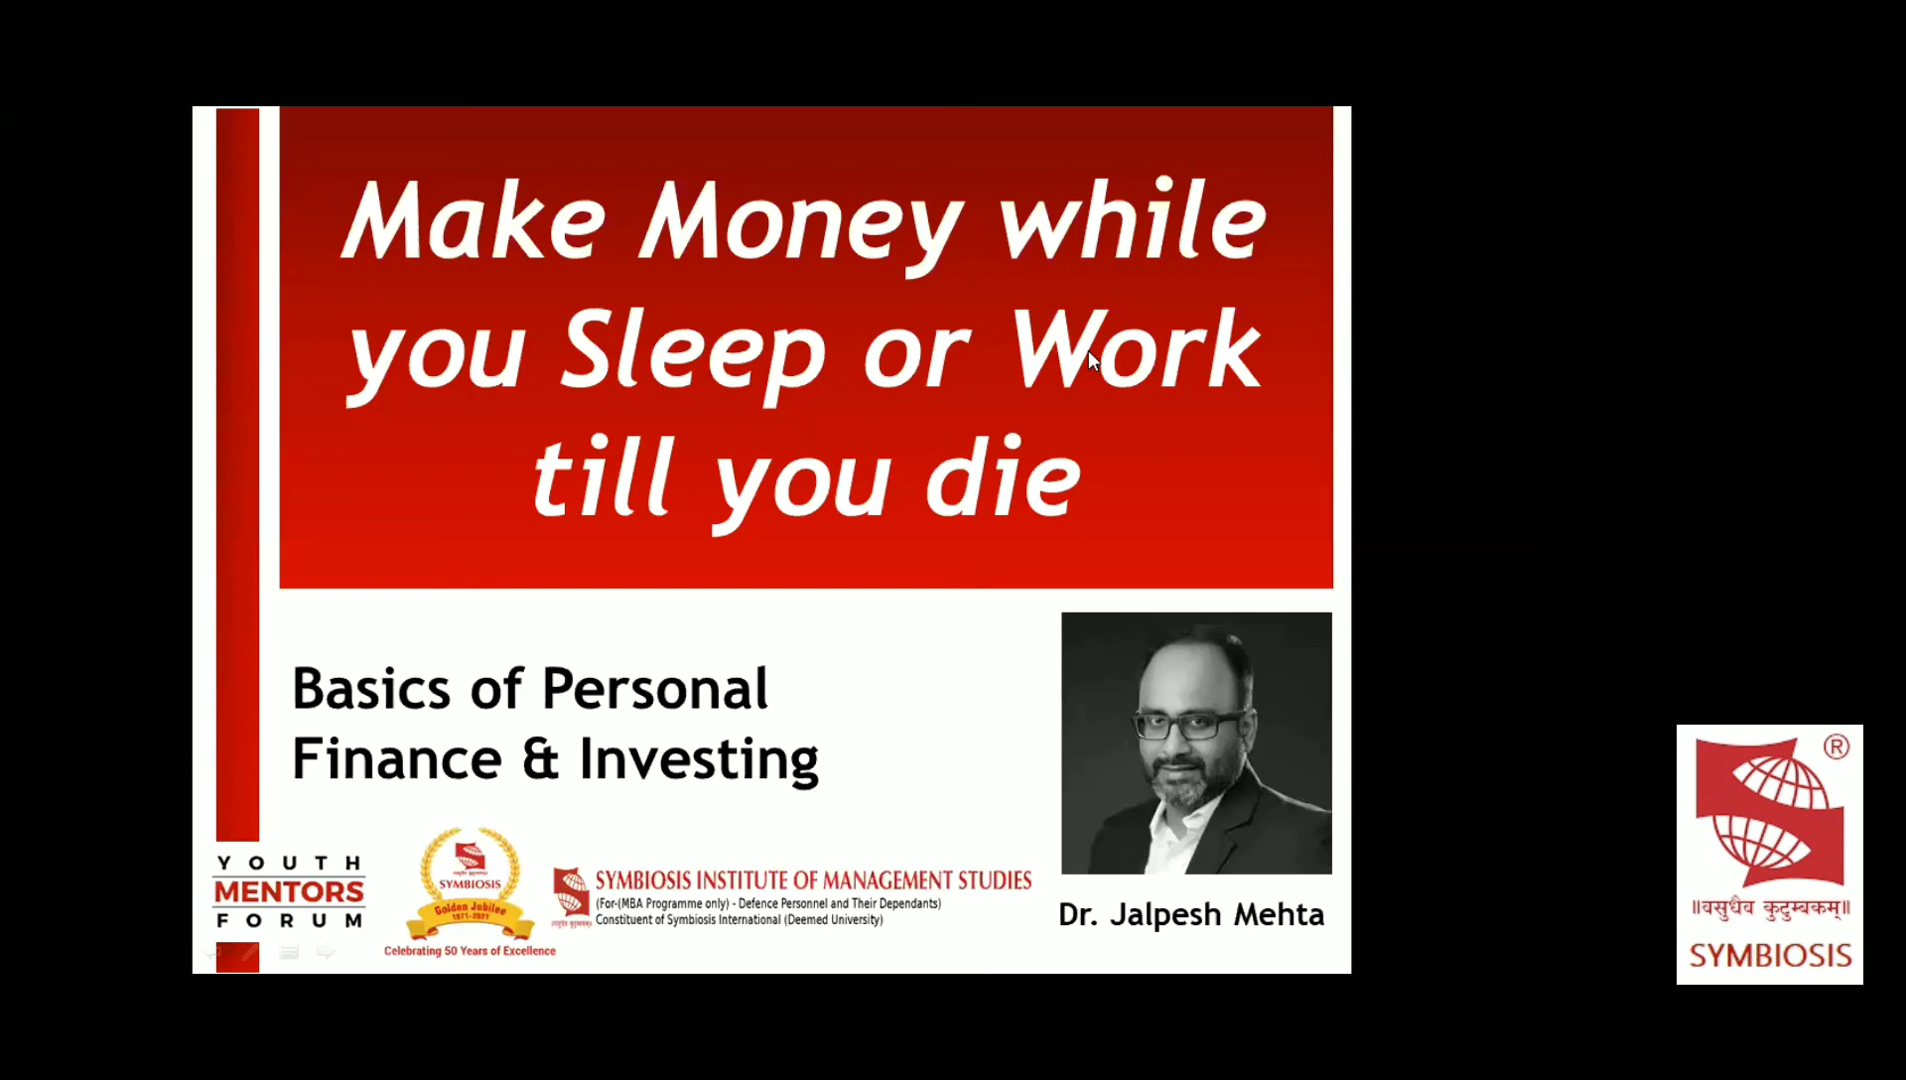 Make Money while
you Sleep or Work
till you die
Basics of Personal
Finance & Investing
YOUTH
MENTORS
FORUM
SYMBIOSIS
Golden Jubilee
1971-2021
Celebrating 50 Years of Excellence
SYMBIOSIS INSTITUTE OF MANAGEMENT STUDIES
(For-(MBA Programme only) - Defence Personnel and Their Dependants)
Constituent of Symbiosis International (Deemed University)
Dr. Jalpesh Mehta
®
॥वसुधैव कुटुम्बकम्॥
SYMBIOSIS